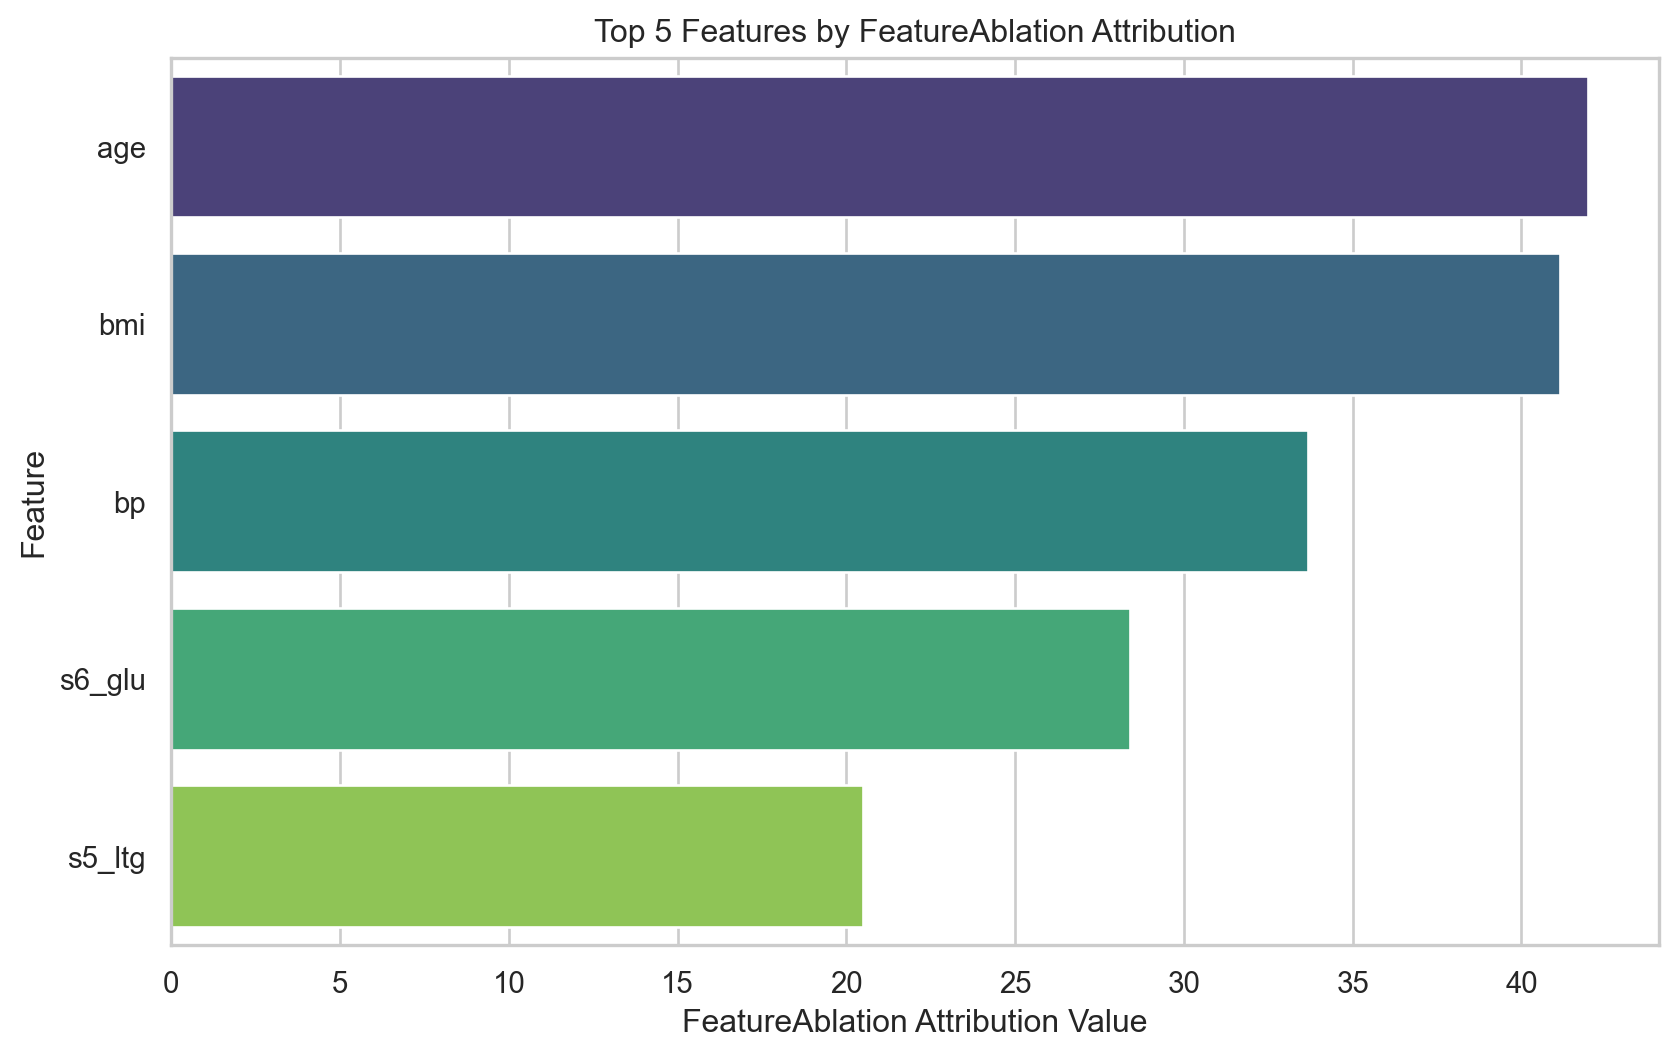 Top 5 Features by FeatureAblation Attribution
Feature
age
bmi
bp
s6_glu
s5_ltg
0 5 10 15 20 25 30 35 40
FeatureAblation Attribution Value